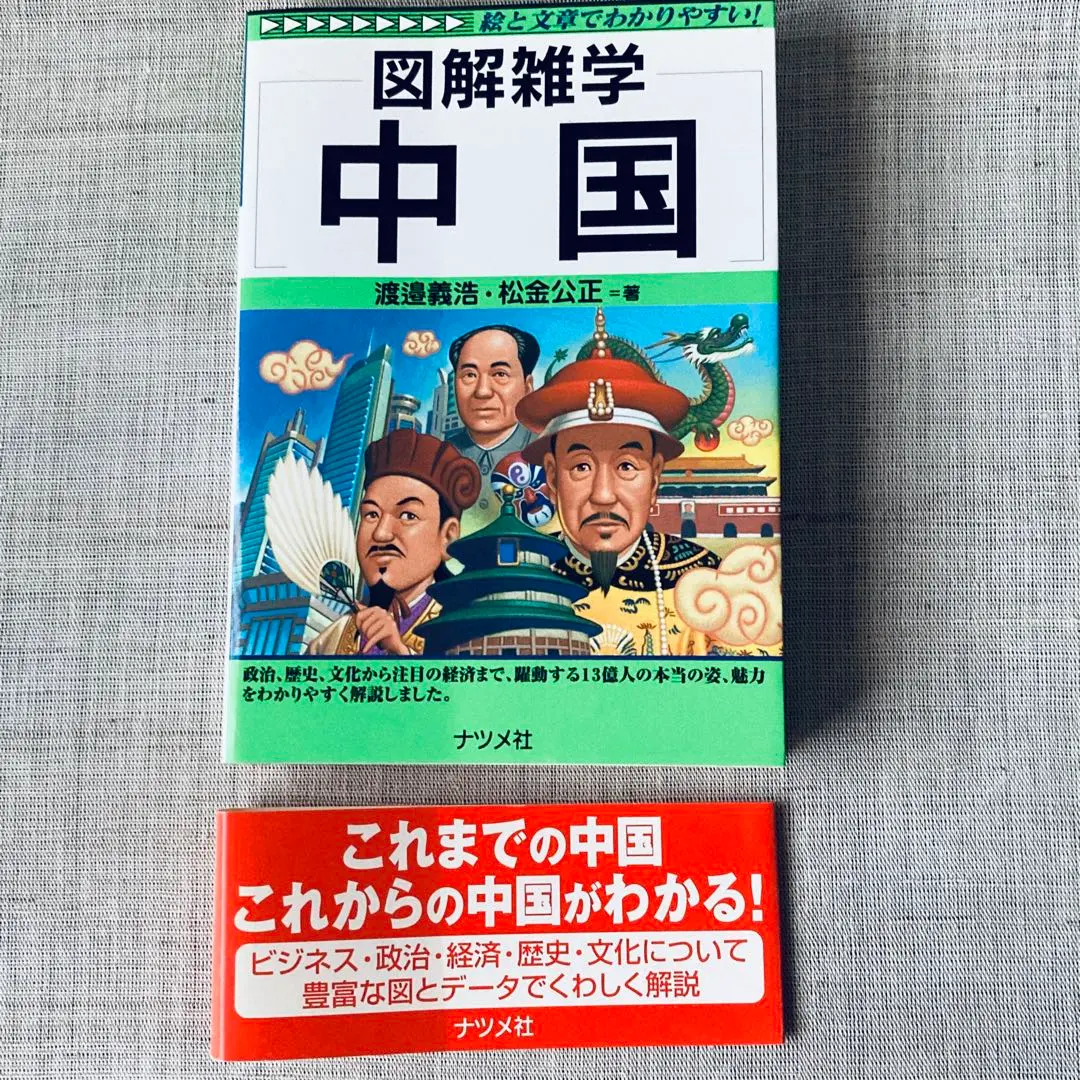 絵と文章でわかりやすい!
図解雑学
中国
渡邉義浩・松金公正=著
政治、歴史、文化から注目の経済まで、躍動する13億人の本当の姿、魅力
をわかりやすく解説しました。
ナツメ社
これまでの中国
これからの中国がわかる!
ビジネス・政治・経済・歴史・文化について
豊富な図とデータでくわしく解説
ナツメ社